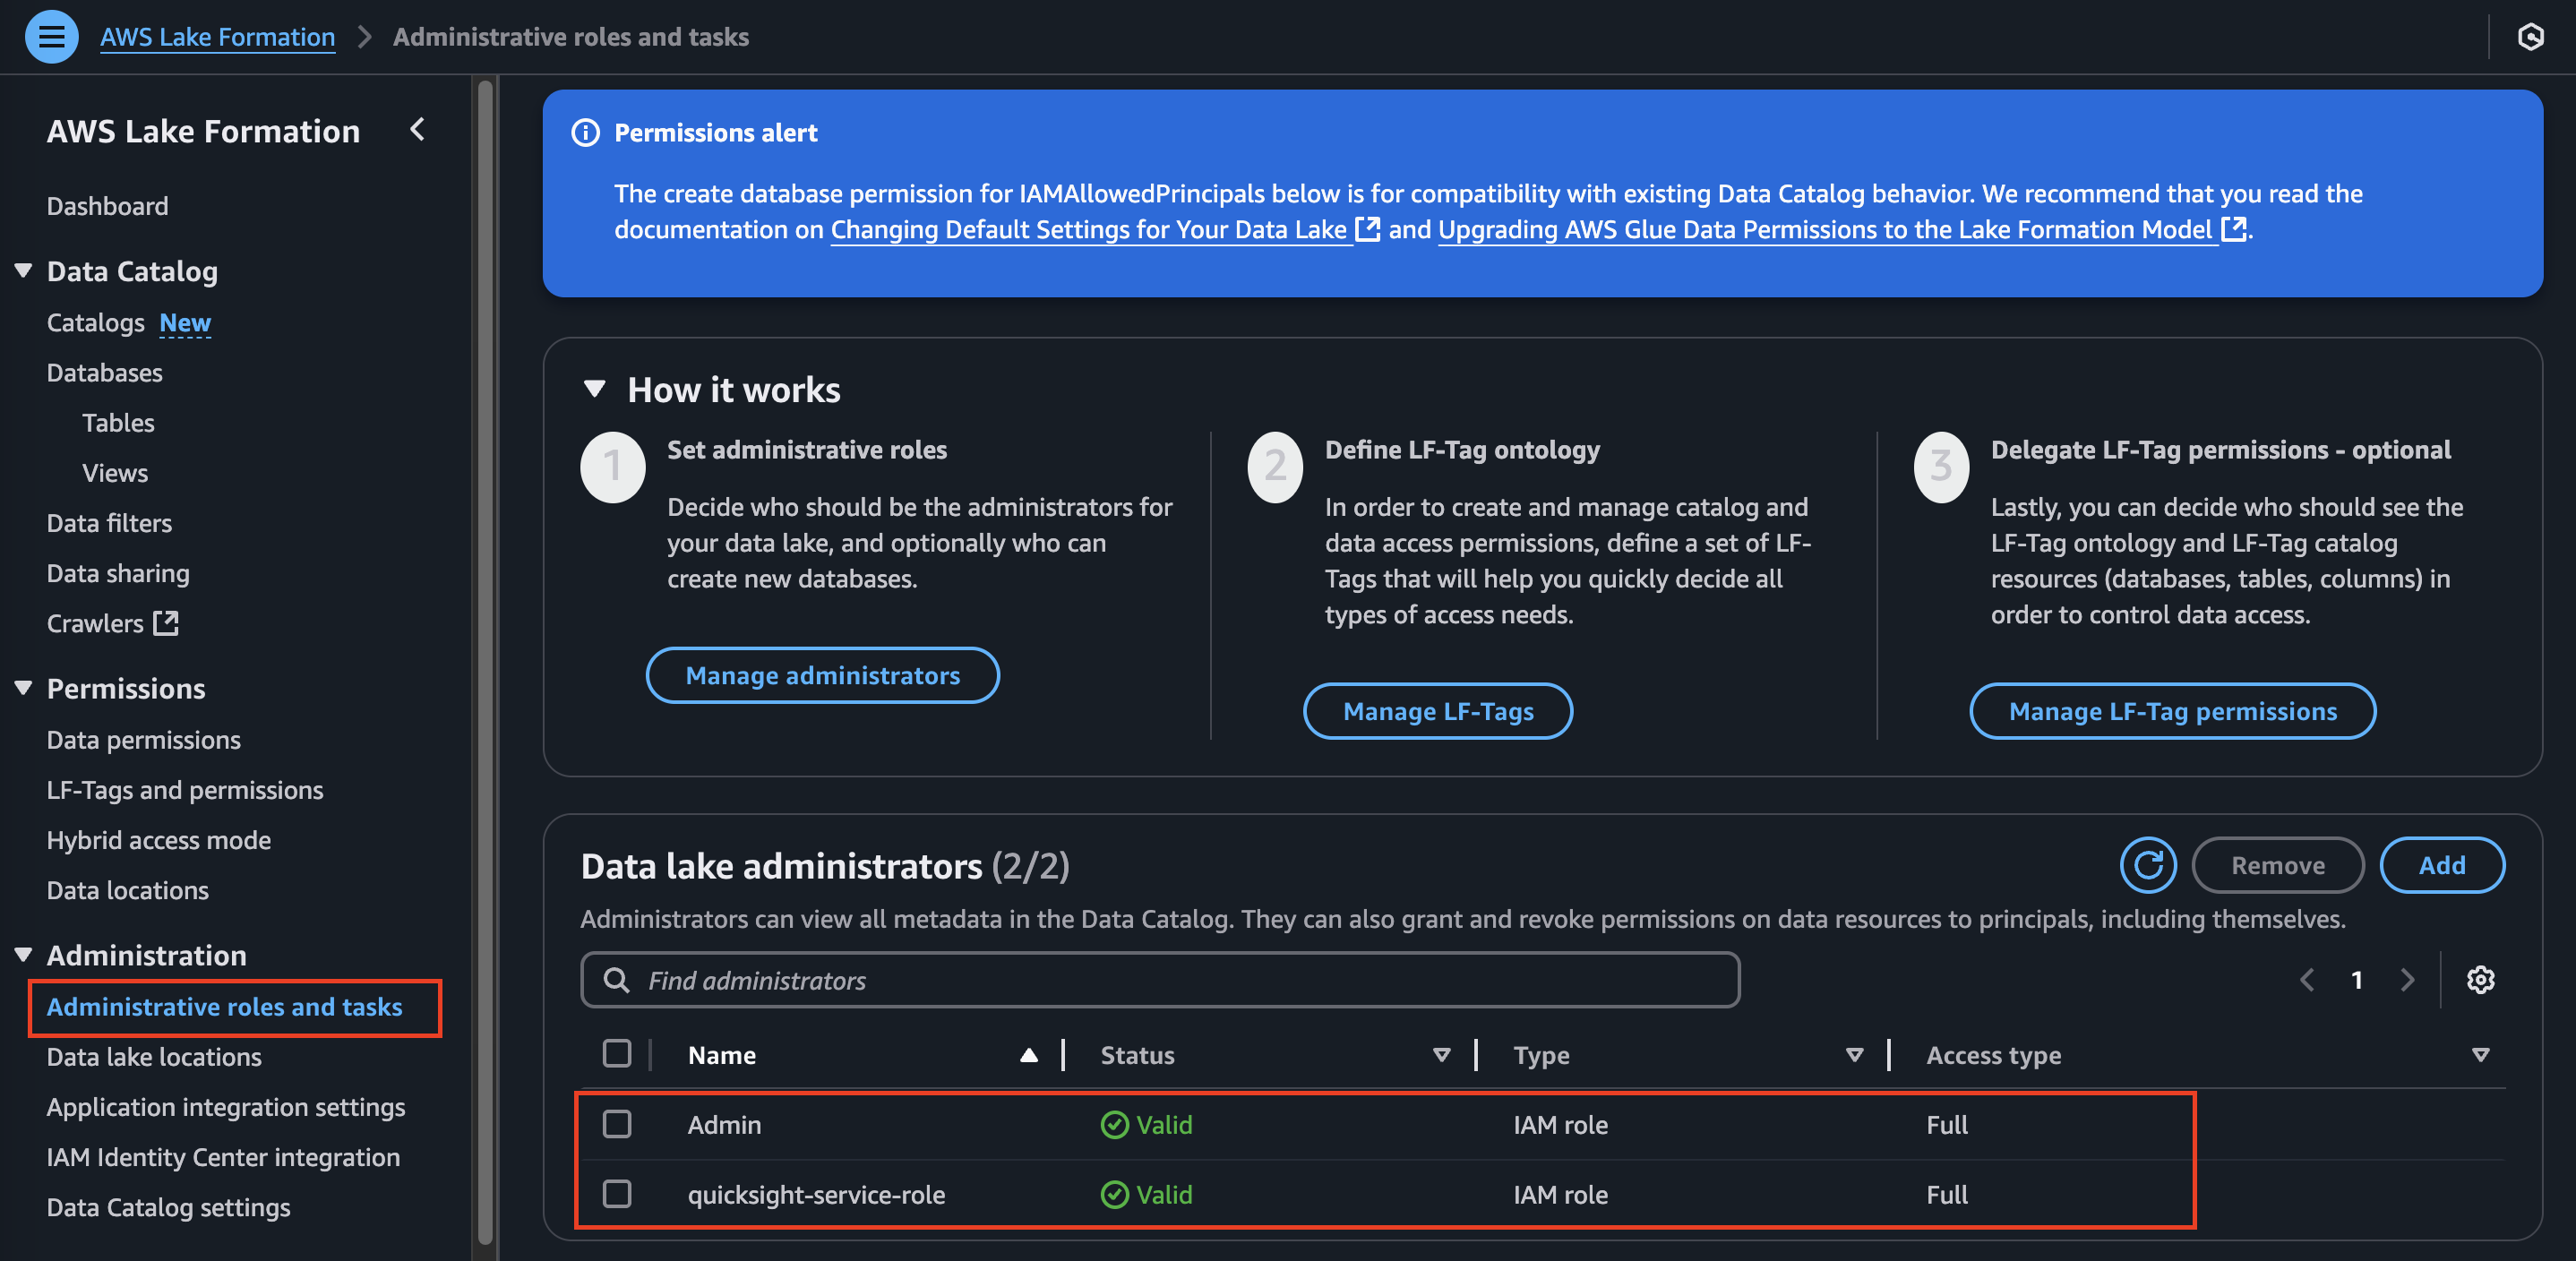 AWS Lake Formation > Administrative roles and tasks
AWS Lake Formation
Dashboard
Data Catalog
Catalogs New
Databases
Tables
Views
Data filters
Data sharing
Crawlers
Permissions
Data permissions
LF-Tags and permissions
Hybrid access mode
Data locations
Administration
Administrative roles and tasks
Data lake locations
Application integration settings
IAM Identity Center integration
Data Catalog settings
Permissions alert
The create database permission for IAMAllowedPrincipals below is for compatibility with existing Data Catalog behavior. We recommend that you read the
documentation on Changing Default Settings for Your Data Lake and Upgrading AWS Glue Data Permissions to the Lake Formation Model .
How it works
1
Set administrative roles
Decide who should be the administrators for
your data lake, and optionally who can
create new databases.
Manage administrators
2
Define LF-Tag ontology
In order to create and manage catalog and
data access permissions, define a set of LF-
Tags that will help you quickly decide all
types of access needs.
Manage LF-Tags
3
Delegate LF-Tag permissions - optional
Lastly, you can decide who should see the
LF-Tag ontology and LF-Tag catalog
resources (databases, tables, columns) in
order to control data access.
Manage LF-Tag permissions
Data lake administrators (2/2)
Remove
Add
Administrators can view all metadata in the Data Catalog. They can also grant and revoke permissions on data resources to principals, including themselves.
Find administrators
1
Name Status Type Access type
Admin Valid IAM role Full
quicksight-service-role Valid IAM role Full